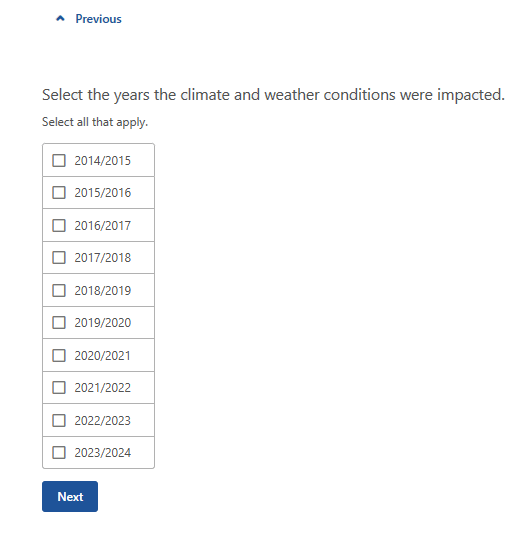 Previous
Select the years the climate and weather conditions were impacted.
Select all that apply.
2014/2015
2015/2016
2016/2017
2017/2018
2018/2019
2019/2020
2020/2021
2021/2022
2022/2023
2023/2024
Next